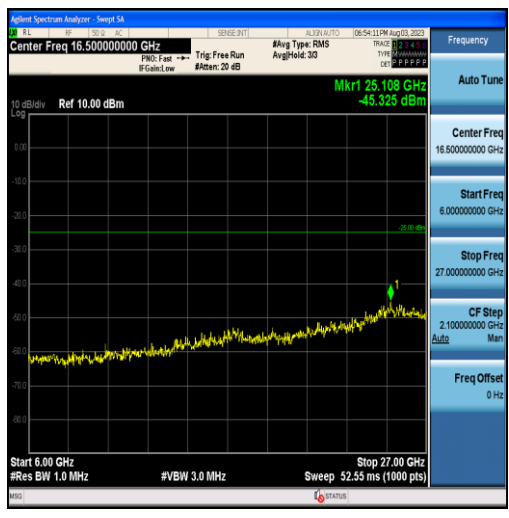 Agilent Spectrum Analyzer - Swept SA
RL RF 50 Ω AC SENSE:INT ALIGN AUTO 06:54:11 PM Aug 03, 2023
Center Freq 16.500000000 GHz
PNO: Fast
IFGain:Low
Trig: Free Run
#Atten: 20 dB
#Avg Type: RMS
Avg|Hold: 3/3
TRACE 1 2 3 4 5 6
TYPE
DET P P P P P P
Frequency
Mkr1 25.108 GHz
-45.325 dBm
10 dB/div Ref 10.00 dBm
Log
0.00
-10.0
-20.0
-25.00 dBm
-30.0
-40.0
-50.0
-60.0
-70.0
-80.0
1
Start 6.00 GHz
Stop 27.00 GHz
#Res BW 1.0 MHz
#VBW 3.0 MHz
Sweep 52.55 ms (1000 pts)
MSG
STATUS
Auto Tune
Center Freq
16.500000000 GHz
Start Freq
6.000000000 GHz
Stop Freq
27.000000000 GHz
CF Step
2.100000000 GHz
Auto Man
Freq Offset
0 Hz